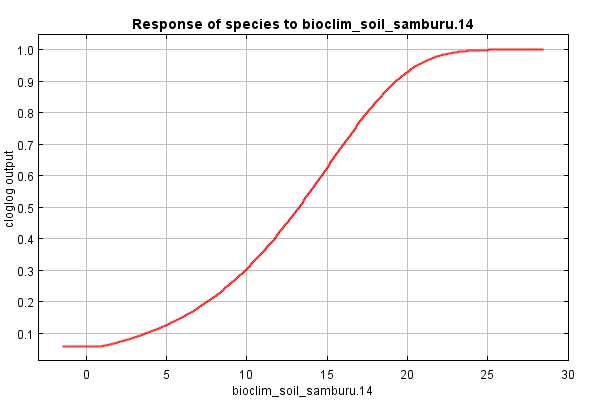 Response of species to bioclim_soil_samburu.14
cloglog output
1.0
0.9
0.8
0.7
0.6
0.5
0.4
0.3
0.2
0.1
0 5 10 15 20 25 30
bioclim_soil_samburu.14